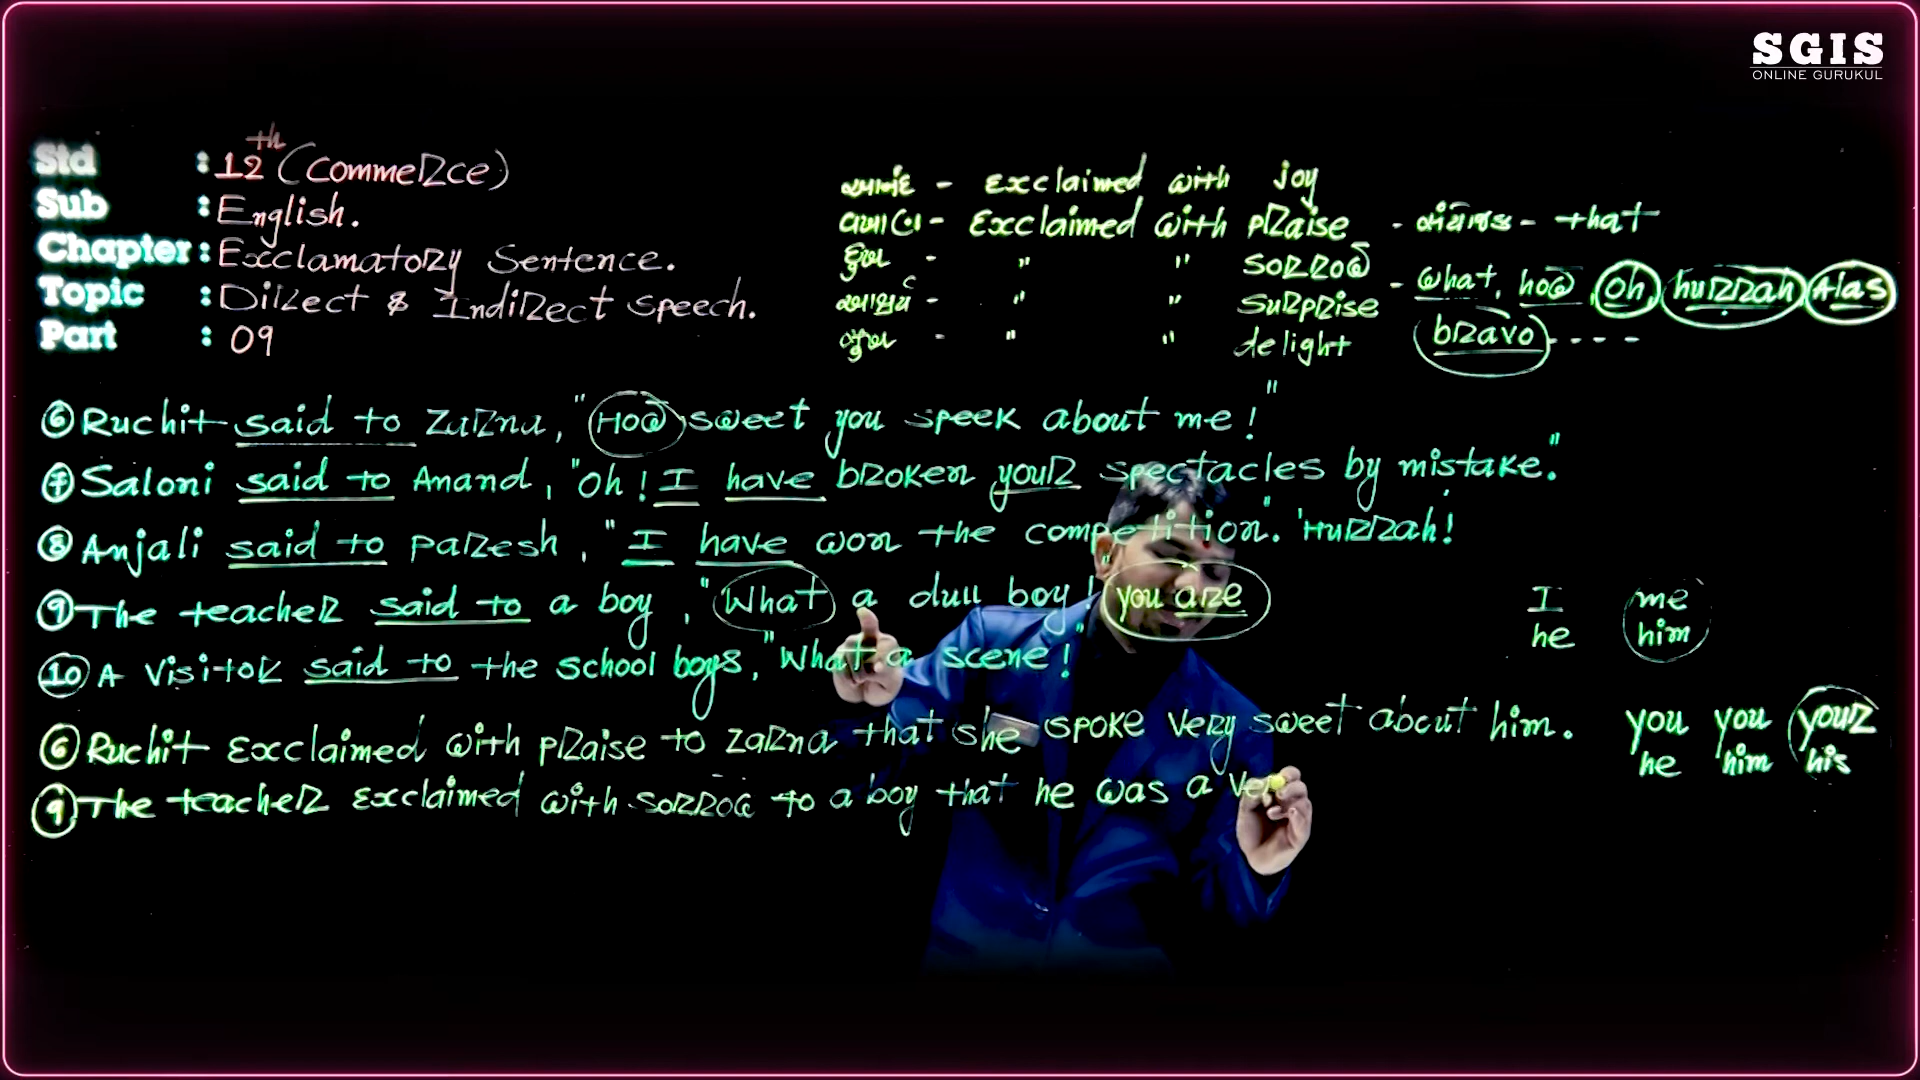 SGIS
ONLINE GURUKUL
Std : 12th (Commerce)
Sub : English.
Chapter : Exclamatory Sentence.
Topic : Direct & Indirect speech.
Part : 09
આનંદ - Exclaimed with joy
વખાણ - Exclaimed with praise - સંયોજક - that
દુઃખ - " " sorrow
આશ્ચર્ય - " " surprise - what, how, oh, hurrah, Alas
ખુશ - " " delight bravo - - - -
⑥ Ruchit said to Zarna, "How sweet you speek about me!"
⑦ Saloni said to Anand, "Oh! I have broken your spectacles by mistake."
⑧ Anjali said to Paresh, "I have won the competition". 'Hurrah!
⑨ The teacher said to a boy, "What a dull boy! you are"
⑩ A visitor said to the school boys, "What a scene!"
I me
he him
⑥ Ruchit exclaimed with praise to Zarna that she spoke very sweet about him.
you you your
he him his
⑨ The teacher exclaimed with sorrow to a boy that he was a ver